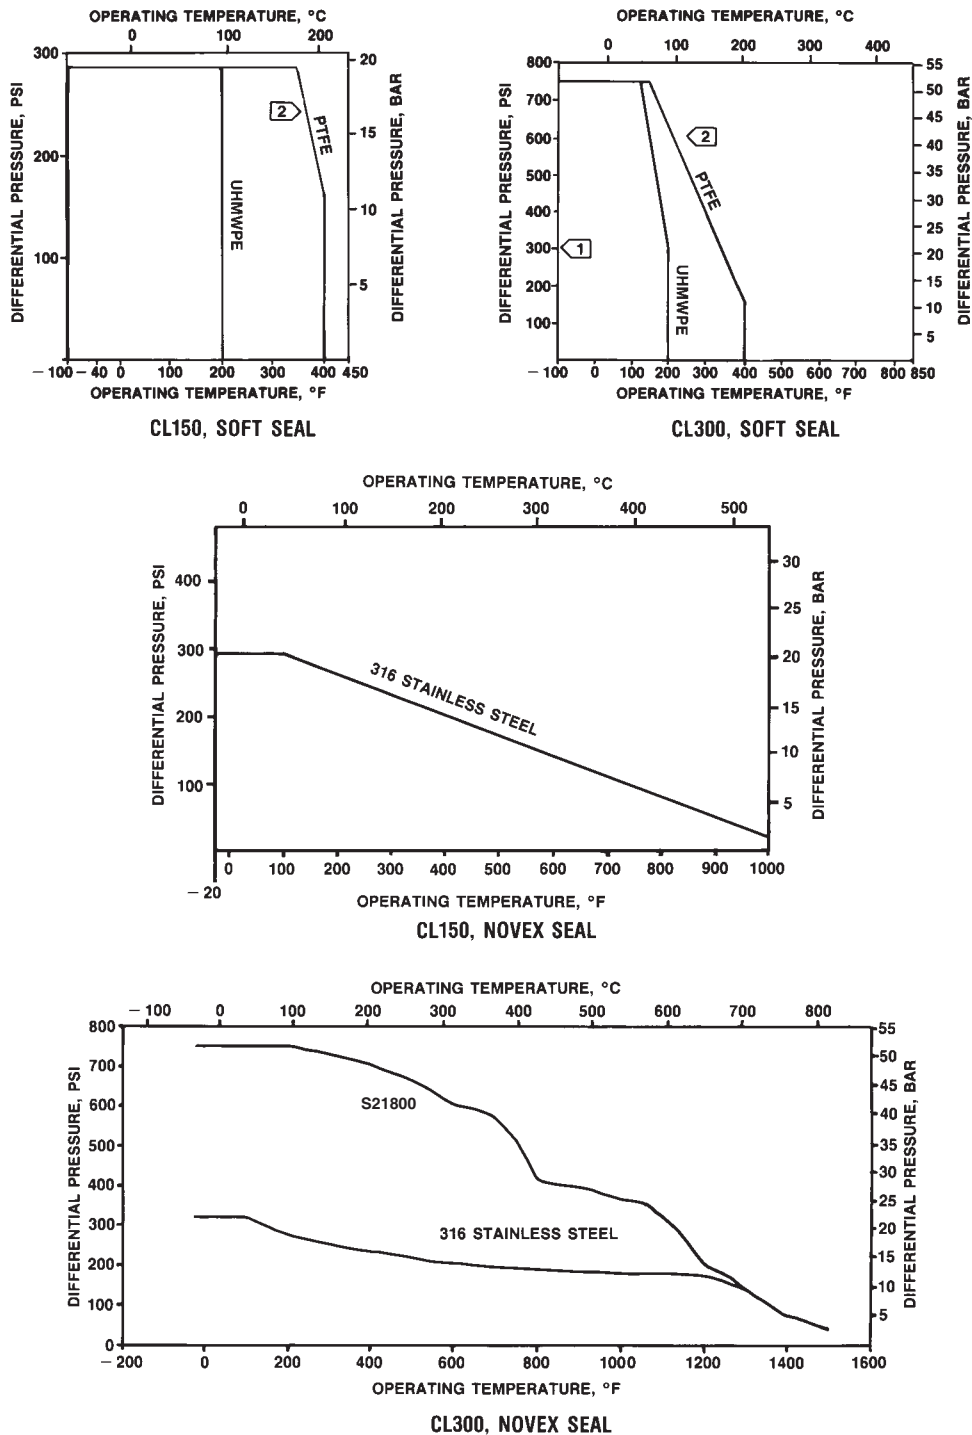 OPERATING TEMPERATURE, °C
0 100 200
DIFFERENTIAL PRESSURE, PSI
300
200
100
2
PTFE
UHMWPE
20
15
10
5
DIFFERENTIAL PRESSURE, BAR
−100 −40 0 100 200 300 400 450
OPERATING TEMPERATURE, °F
CL150, SOFT SEAL
OPERATING TEMPERATURE, °C
0 100 200 300 400
DIFFERENTIAL PRESSURE, PSI
800
700
600
500
400
300
100
1
2
PTFE
UHMWPE
55
50
45
40
35
30
25
20
15
10
5
DIFFERENTIAL PRESSURE, BAR
−100 0 100 200 300 400 500 600 700 800 850
OPERATING TEMPERATURE, °F
CL300, SOFT SEAL
OPERATING TEMPERATURE, °C
0 100 200 300 400 500
DIFFERENTIAL PRESSURE, PSI
400
300
200
100
316 STAINLESS STEEL
30
25
20
15
10
5
DIFFERENTIAL PRESSURE, BAR
0 100 200 300 400 500 600 700 800 900 1000
−20
OPERATING TEMPERATURE, °F
CL150, NOVEX SEAL
OPERATING TEMPERATURE, °C
−100 0 100 200 300 400 500 600 700 800
DIFFERENTIAL PRESSURE, PSI
800
700
600
500
400
300
200
100
0
S21800
316 STAINLESS STEEL
55
50
45
40
35
30
25
20
15
10
5
DIFFERENTIAL PRESSURE, BAR
−200 0 200 400 600 800 1000 1200 1400 1600
OPERATING TEMPERATURE, °F
CL300, NOVEX SEAL